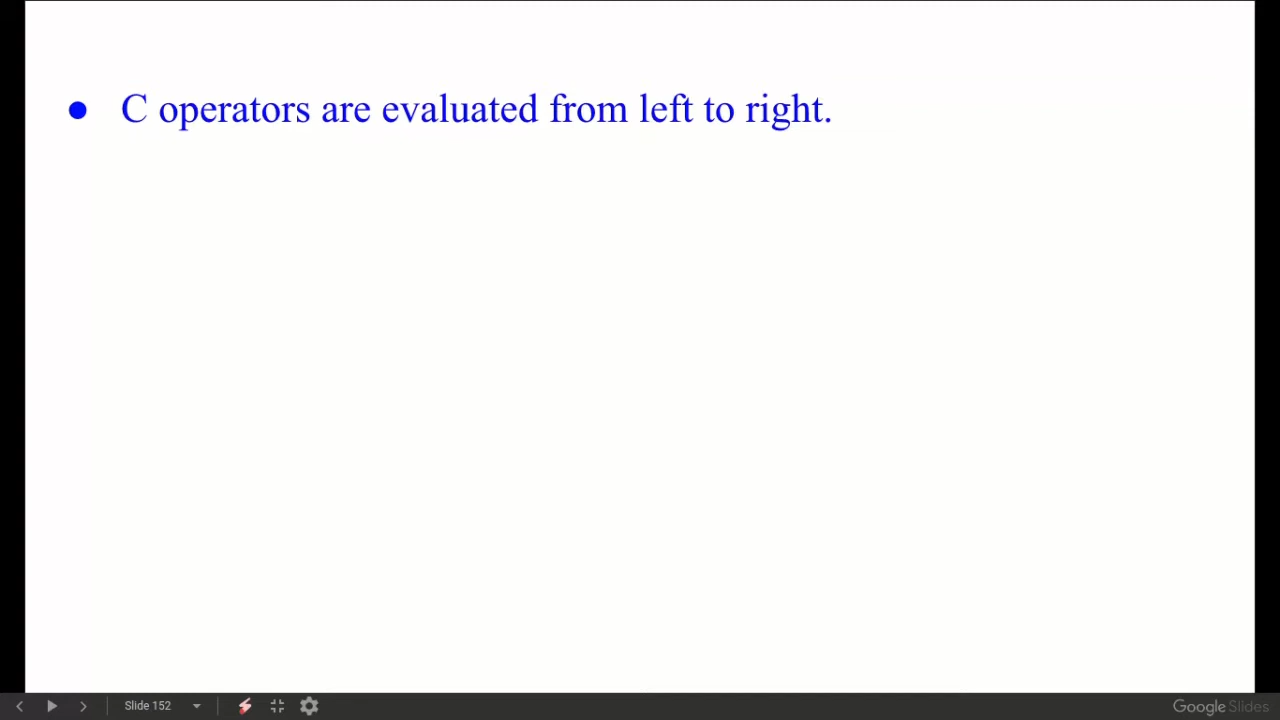 ● C operators are evaluated from left to right.
Slide 152
Google Slides